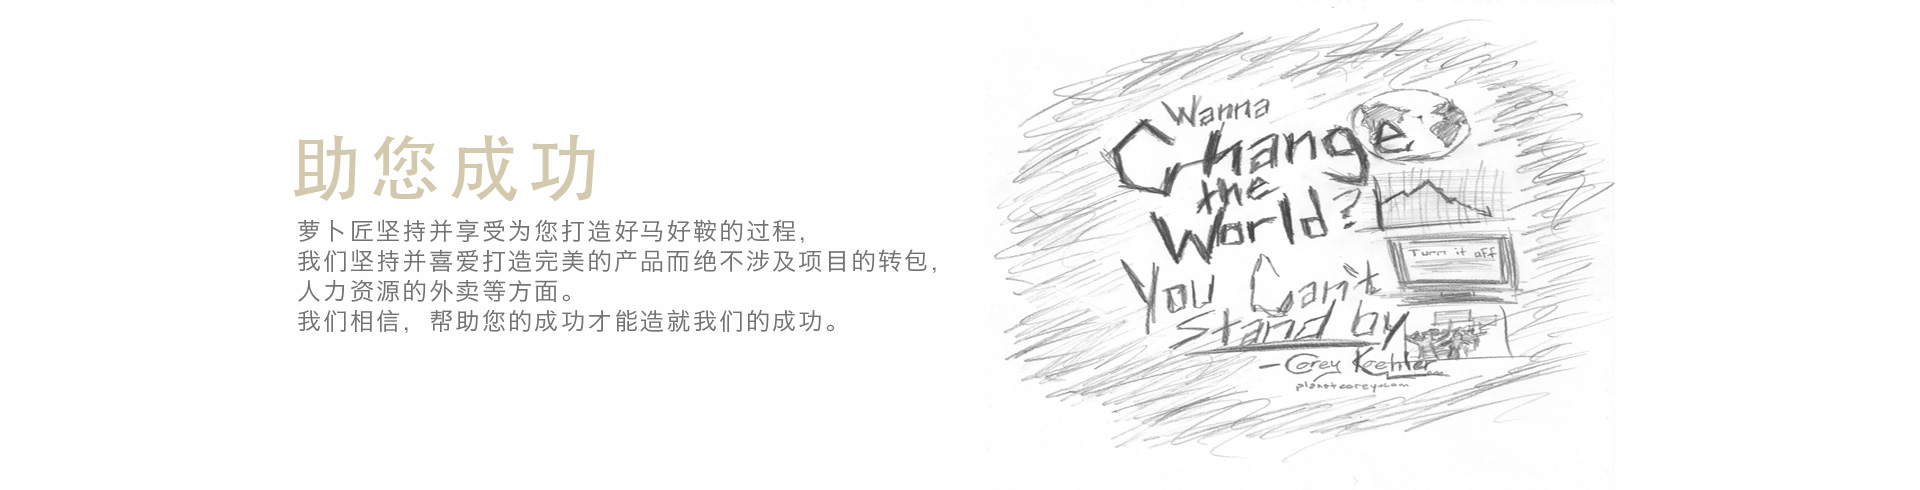 助您成功
萝卜匠坚持并享受为您打造好马好鞍的过程,
我们坚持并喜爱打造完美的产品而绝不涉及项目的转包,
人力资源的外卖等方面。
我们相信，帮助您的成功才能造就我们的成功。
Wanna
Change
the
World?
You Can't
Stand by
- Corey Koehler
planetcorey.com
Turn it off